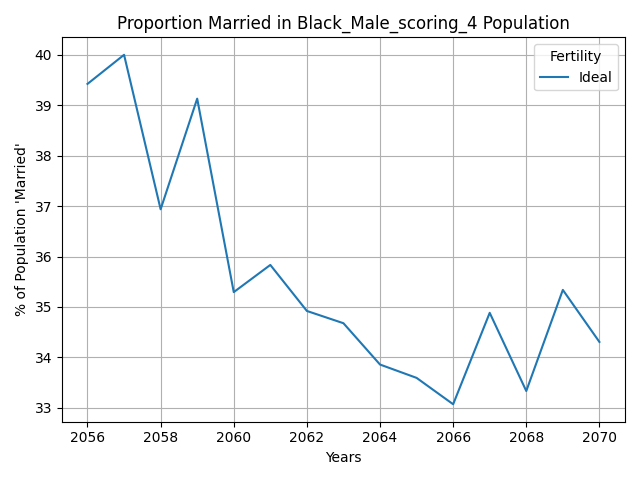 Proportion Married in Black_Male_scoring_4 Population
Fertility
Ideal
% of Population 'Married'
40
39
38
37
36
35
34
33
2056 2058 2060 2062 2064 2066 2068 2070
Years